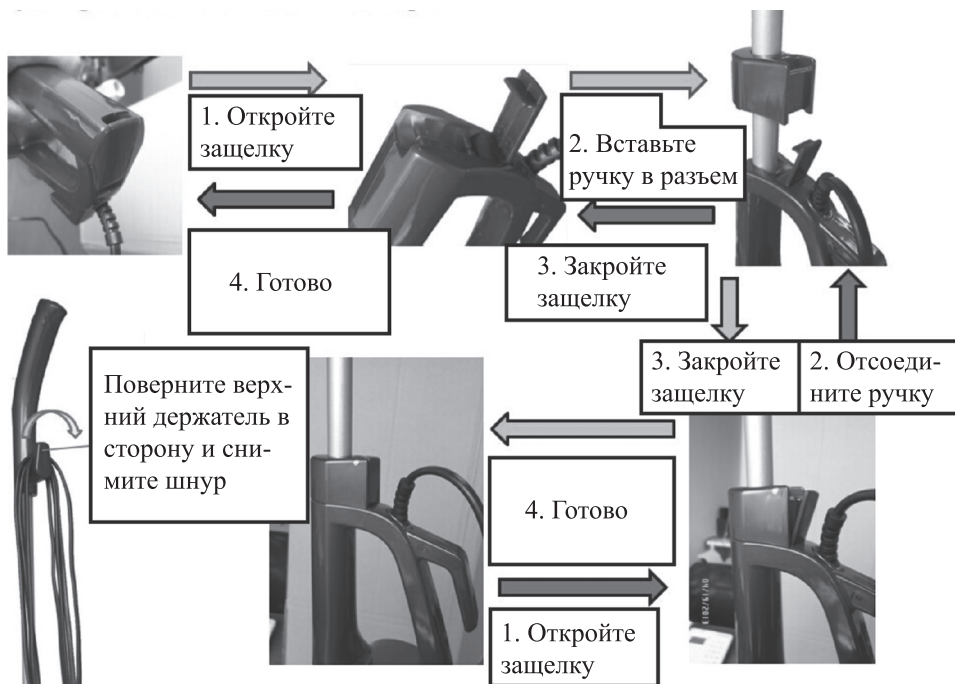 1. Откройте
защелку
2. Вставьте
ручку в разъем
4. Готово
3. Закройте
защелку
3. Закройте
защелку
2. Отсоеди-
ните ручку
Поверните верх-
ний держатель в
сторону и сни-
мите шнур
4. Готово
1. Откройте
защелку